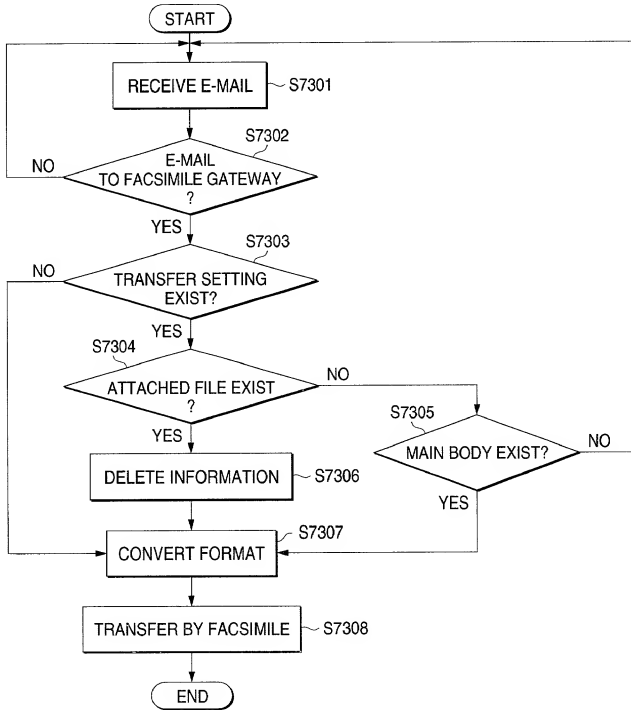 START
RECEIVE E-MAIL
S7301
S7302
E-MAIL
TO FACSIMILE GATEWAY
?
NO
YES
S7303
TRANSFER SETTING
EXIST?
NO
YES
S7304
ATTACHED FILE EXIST
?
NO
YES
S7305
MAIN BODY EXIST?
NO
YES
DELETE INFORMATION
S7306
CONVERT FORMAT
S7307
TRANSFER BY FACSIMILE
S7308
END